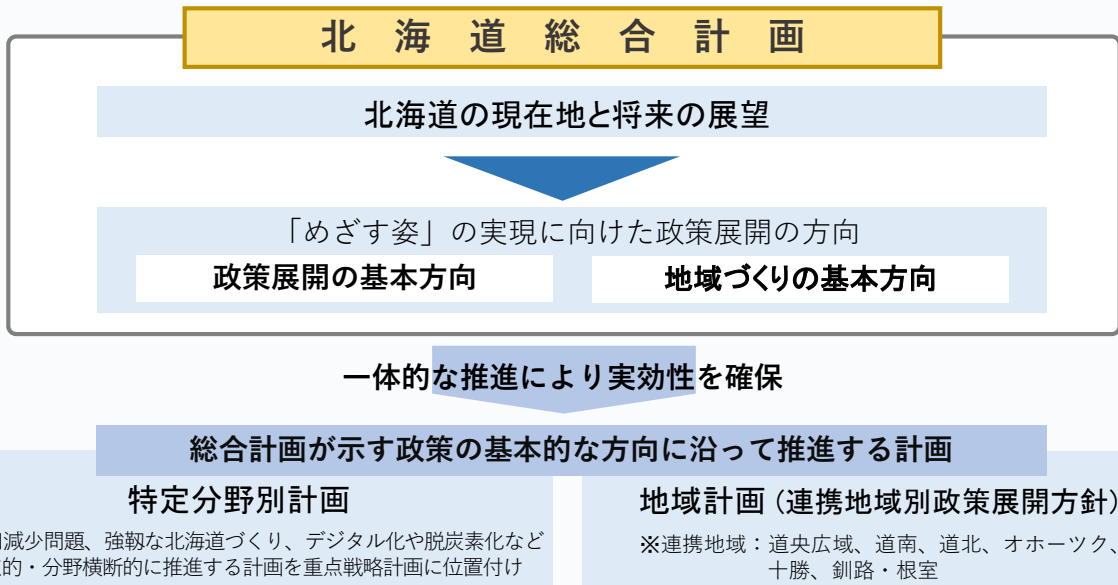 北海道総合計画
北海道の現在地と将来の展望
「めざす姿」の実現に向けた政策展開の方向
政策展開の基本方向
地域づくりの基本方向
一体的な推進により実効性を確保
総合計画が示す政策の基本的な方向に沿って推進する計画
特定分野別計画
減少問題、強靱な北海道づくり、デジタル化や脱炭素化など
的・分野横断的に推進する計画を重点戦略計画に位置付け
地域計画(連携地域別政策展開方針)
※連携地域：道央広域、道南、道北、オホーツク、
十勝、釧路・根室